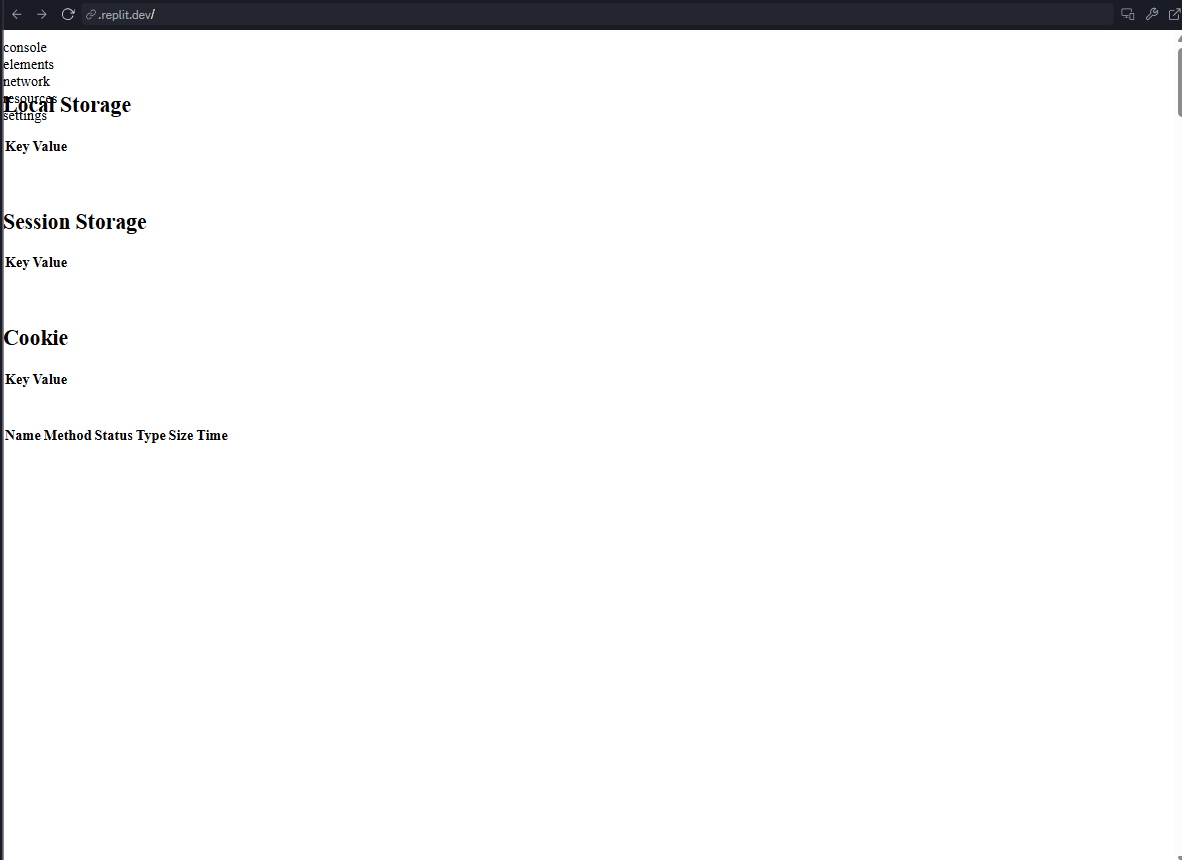 .replit.dev/
console
elements
network
resources
Local Storage
settings
Key Value
Session Storage
Key Value
Cookie
Key Value
Name Method Status Type Size Time